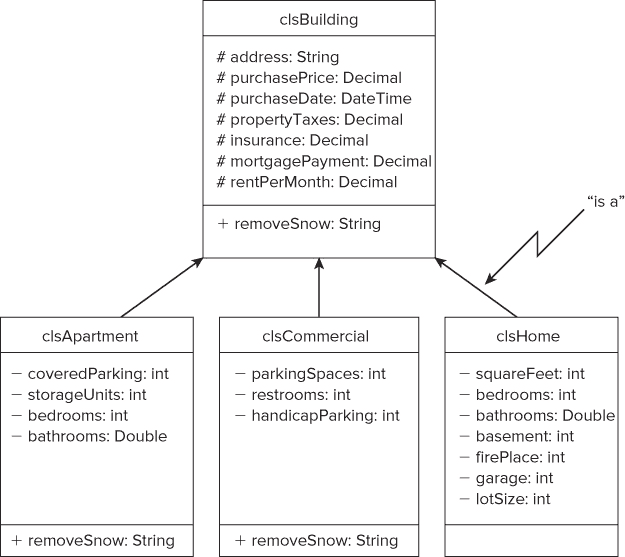 clsBuilding
# address: String
# purchasePrice: Decimal
# purchaseDate: DateTime
# propertyTaxes: Decimal
# insurance: Decimal
# mortgagePayment: Decimal
# rentPerMonth: Decimal
+ removeSnow: String
“is a”
clsApartment
− coveredParking: int
− storageUnits: int
− bedrooms: int
− bathrooms: Double
+ removeSnow: String
clsCommercial
− parkingSpaces: int
− restrooms: int
− handicapParking: int
+ removeSnow: String
clsHome
− squareFeet: int
− bedrooms: int
− bathrooms: Double
− basement: int
− firePlace: int
− garage: int
− lotSize: int